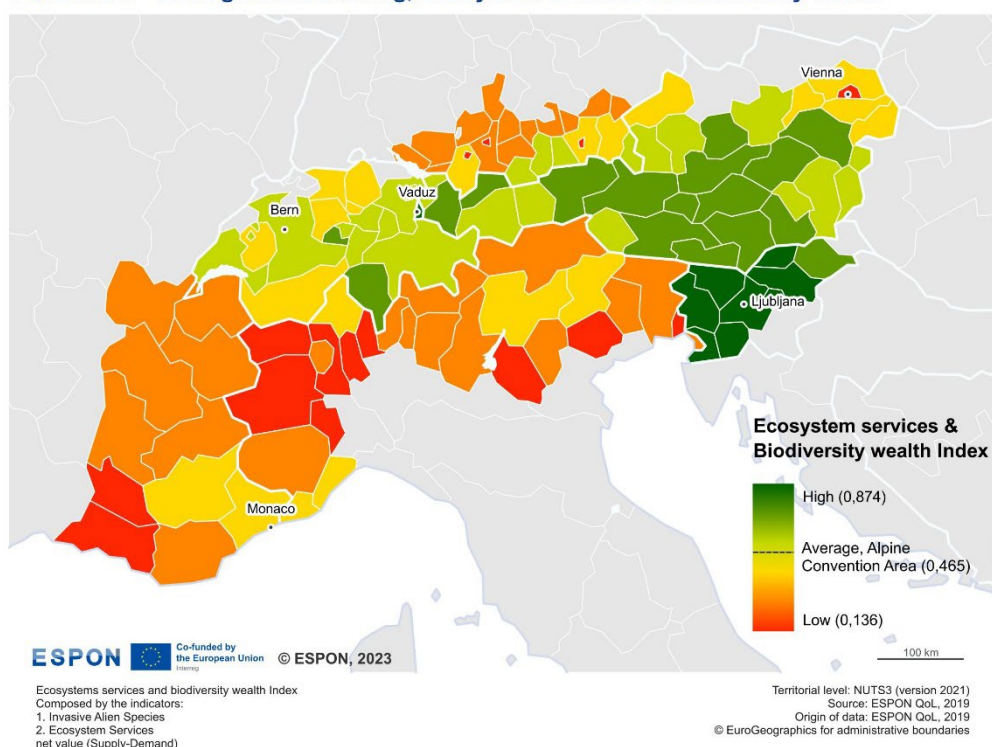 Vienna
Vaduz
Bern
Ljubljana
Monaco
Ecosystem services &
Biodiversity wealth Index
High (0,874)
Average, Alpine
Convention Area (0,465)
Low (0,136)
100 km
ESPON
Co-funded by
the European Union
Interreg
© ESPON, 2023
Ecosystems services and biodiversity wealth Index
Composed by the indicators:
1. Invasive Alien Species
2. Ecosystem Services
net value (Supply-Demand)
Territorial level: NUTS3 (version 2021)
Source: ESPON QoL, 2019
Origin of data: ESPON QoL, 2019
© EuroGeographics for administrative boundaries